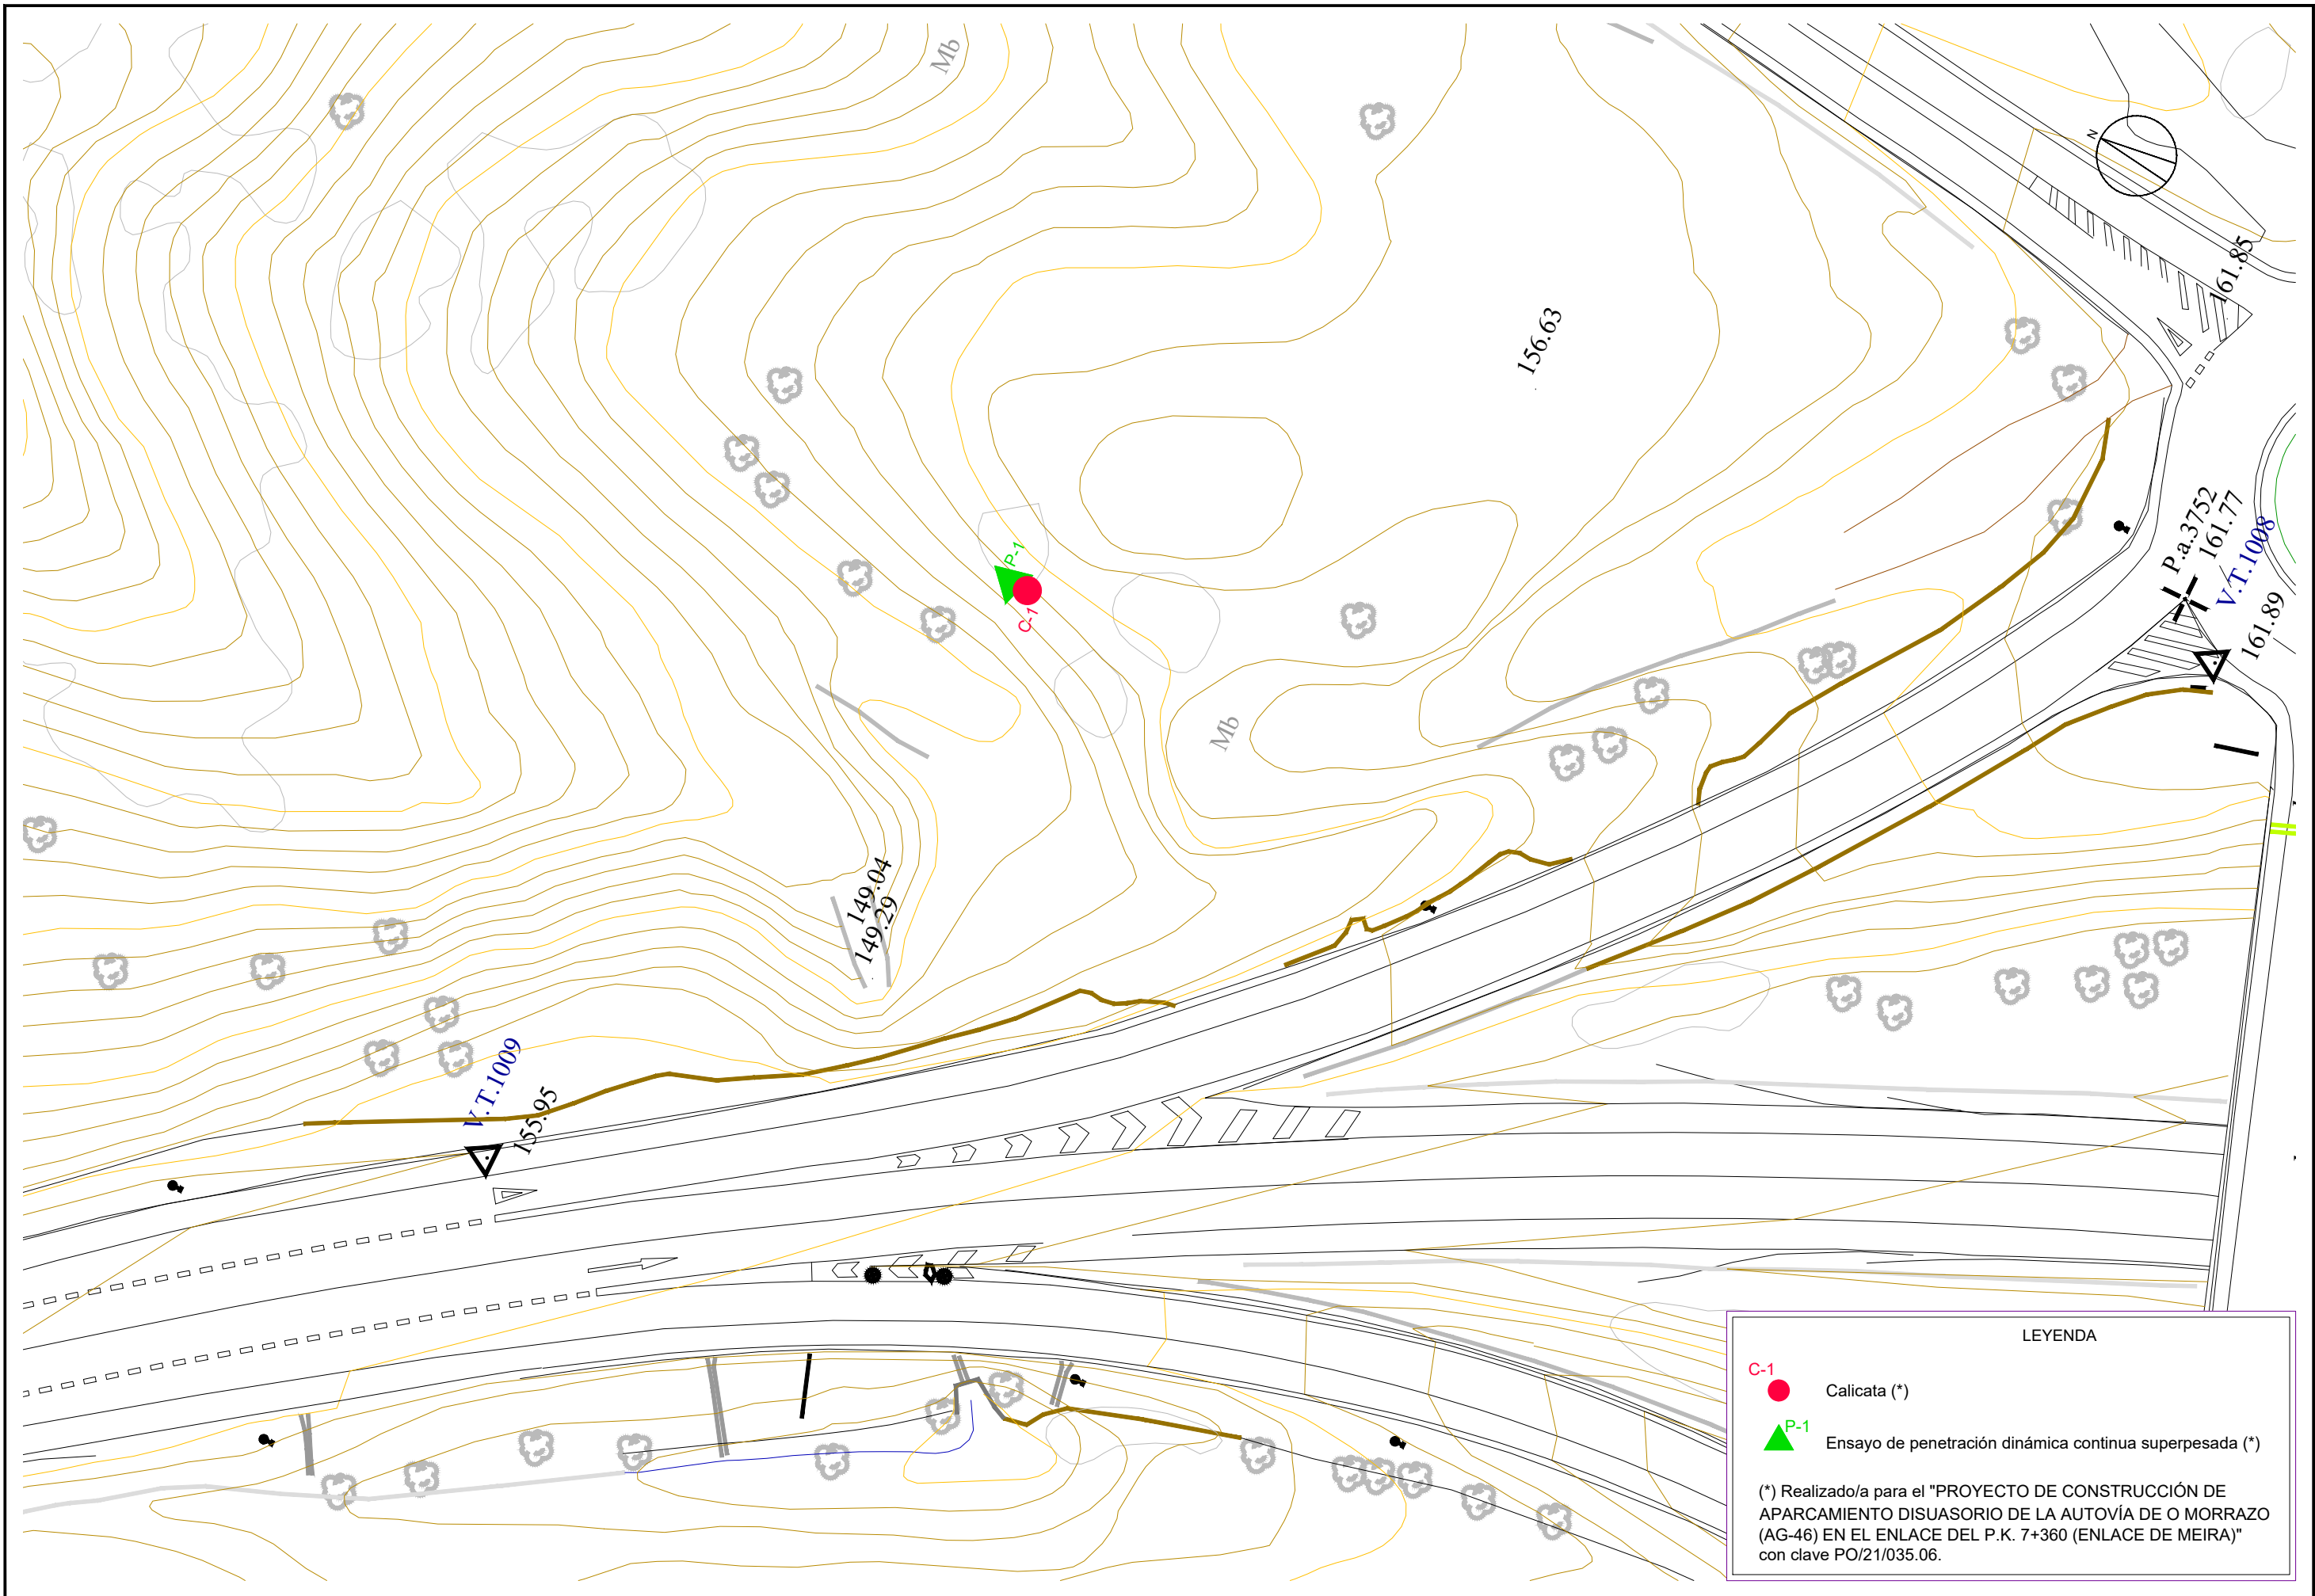 Mb
N
161.85
156.63
P.a.3752
161.77
V.T.1008
161.89
P-1
C-1
Mb
149.04
149.29
V.T.1009
155.95
LEYENDA
C-1
Calicata (*)
P-1
Ensayo de penetración dinámica continua superpesada (*)
(*) Realizado/a para el "PROYECTO DE CONSTRUCCIÓN DE
APARCAMIENTO DISUASORIO DE LA AUTOVÍA DE O MORRAZO
(AG-46) EN EL ENLACE DEL P.K. 7+360 (ENLACE DE MEIRA)"
con clave PO/21/035.06.